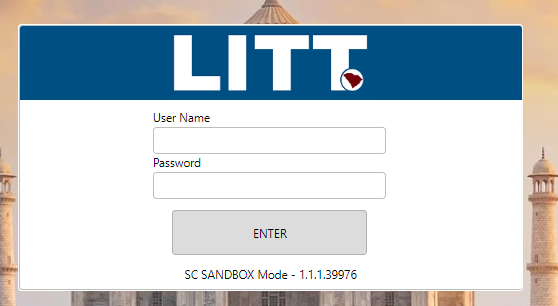 LITT
User Name
Password
ENTER
SC SANDBOX Mode - 1.1.1.39976